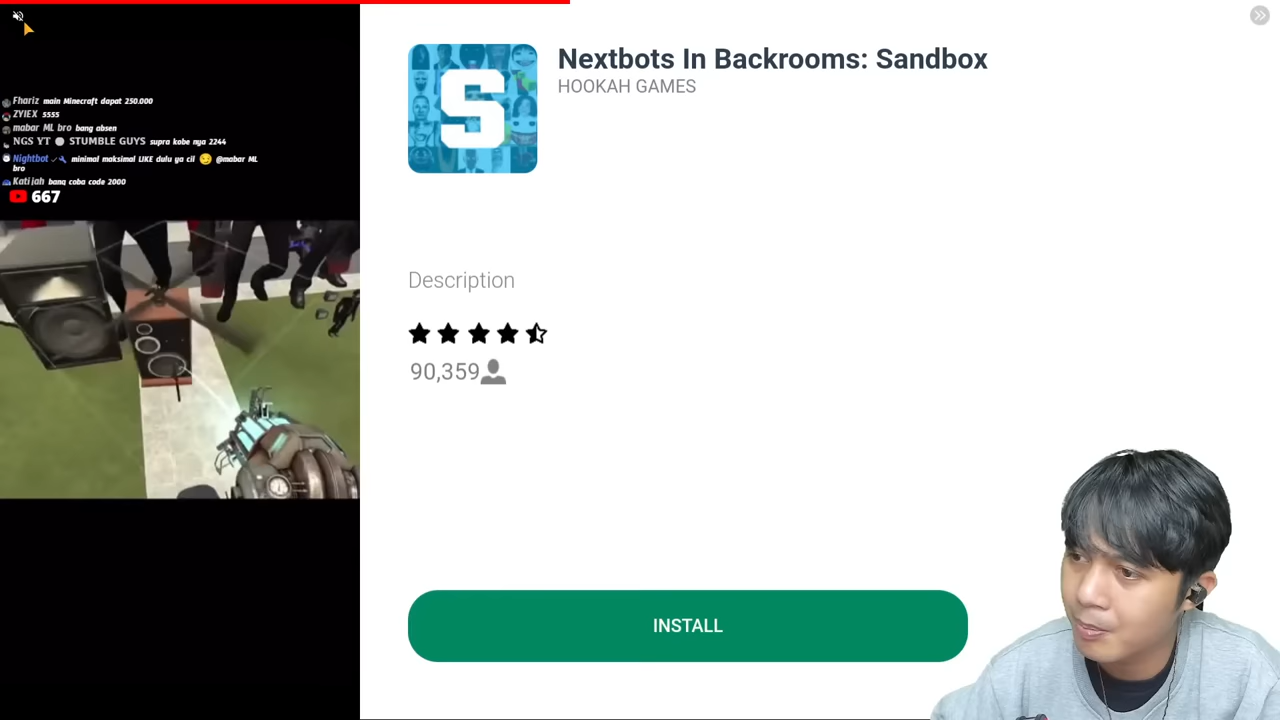 Fhariz main Minecraft dapat 250.000
ZYIEX 5555
mabar ML bro bang absen
NGS YT STUMBLE GUYS supra kobe nya 2244
Nightbot minimal maksimal LIKE dulu ya cil 😏 @mabar ML
bro
Katijah bang coba code 2000
667
S
Nextbots In Backrooms: Sandbox
HOOKAH GAMES
Description
90,359
INSTALL